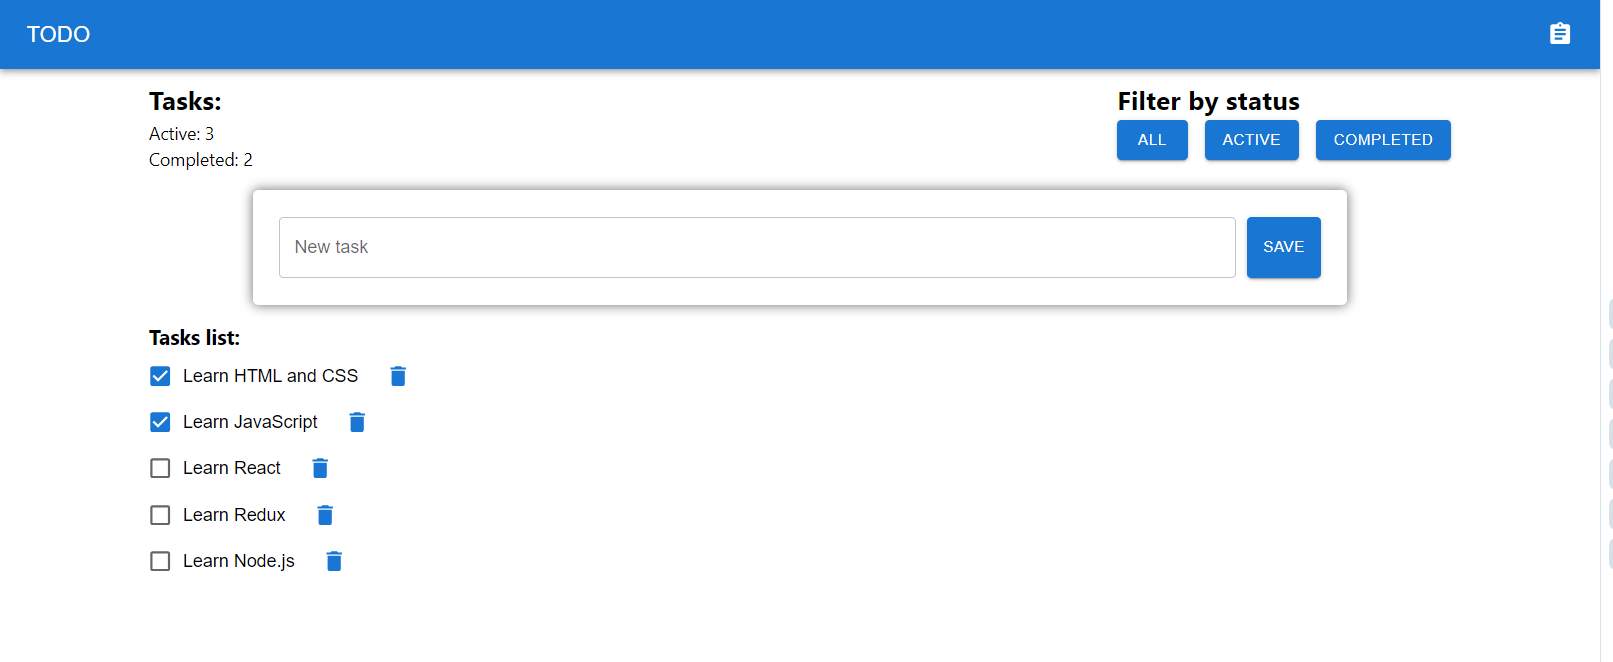 TODO
Tasks:
Active: 3
Completed: 2
Filter by status
ALL ACTIVE COMPLETED
New task SAVE
Tasks list:
Learn HTML and CSS
Learn JavaScript
Learn React
Learn Redux
Learn Node.js